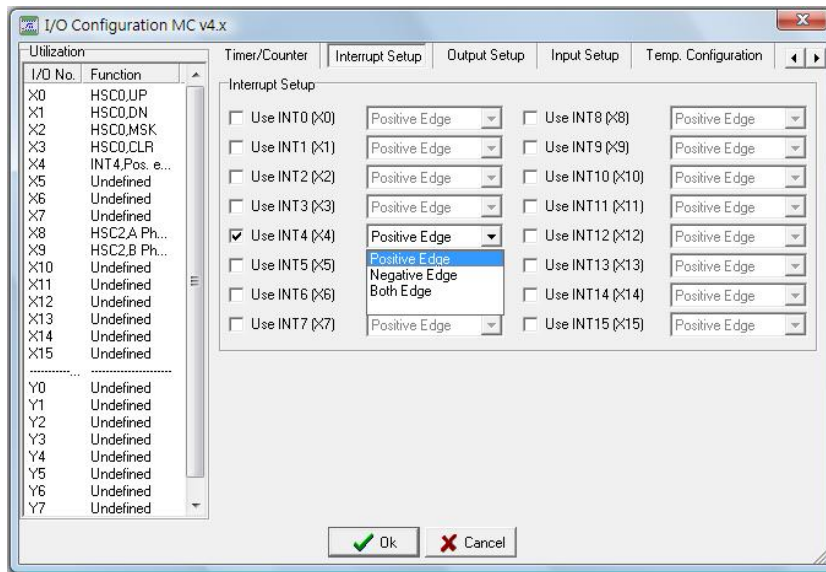 I/O Configuration MC v4.x
Utilization
I/O No. Function
X0 HSC0,UP
X1 HSC0,DN
X2 HSC0,MSK
X3 HSC0,CLR
X4 INT4,Pos. e...
X5 Undefined
X6 Undefined
X7 Undefined
X8 HSC2,A Ph...
X9 HSC2,B Ph...
X10 Undefined
X11 Undefined
X12 Undefined
X13 Undefined
X14 Undefined
X15 Undefined
----------... --------------------
Y0 Undefined
Y1 Undefined
Y2 Undefined
Y3 Undefined
Y4 Undefined
Y5 Undefined
Y6 Undefined
Y7 Undefined
Timer/Counter Interrupt Setup Output Setup Input Setup Temp. Configuration
Interrupt Setup
Use INT0 (X0) Positive Edge Use INT8 (X8) Positive Edge
Use INT1 (X1) Positive Edge Use INT9 (X9) Positive Edge
Use INT2 (X2) Positive Edge Use INT10 (X10) Positive Edge
Use INT3 (X3) Positive Edge Use INT11 (X11) Positive Edge
Use INT4 (X4) Positive Edge Use INT12 (X12) Positive Edge
Use INT5 (X5) Positive Edge Use INT13 (X13) Positive Edge
Negative Edge
Use INT6 (X6) Both Edge Use INT14 (X14) Positive Edge
Use INT7 (X7) Positive Edge Use INT15 (X15) Positive Edge
Ok Cancel